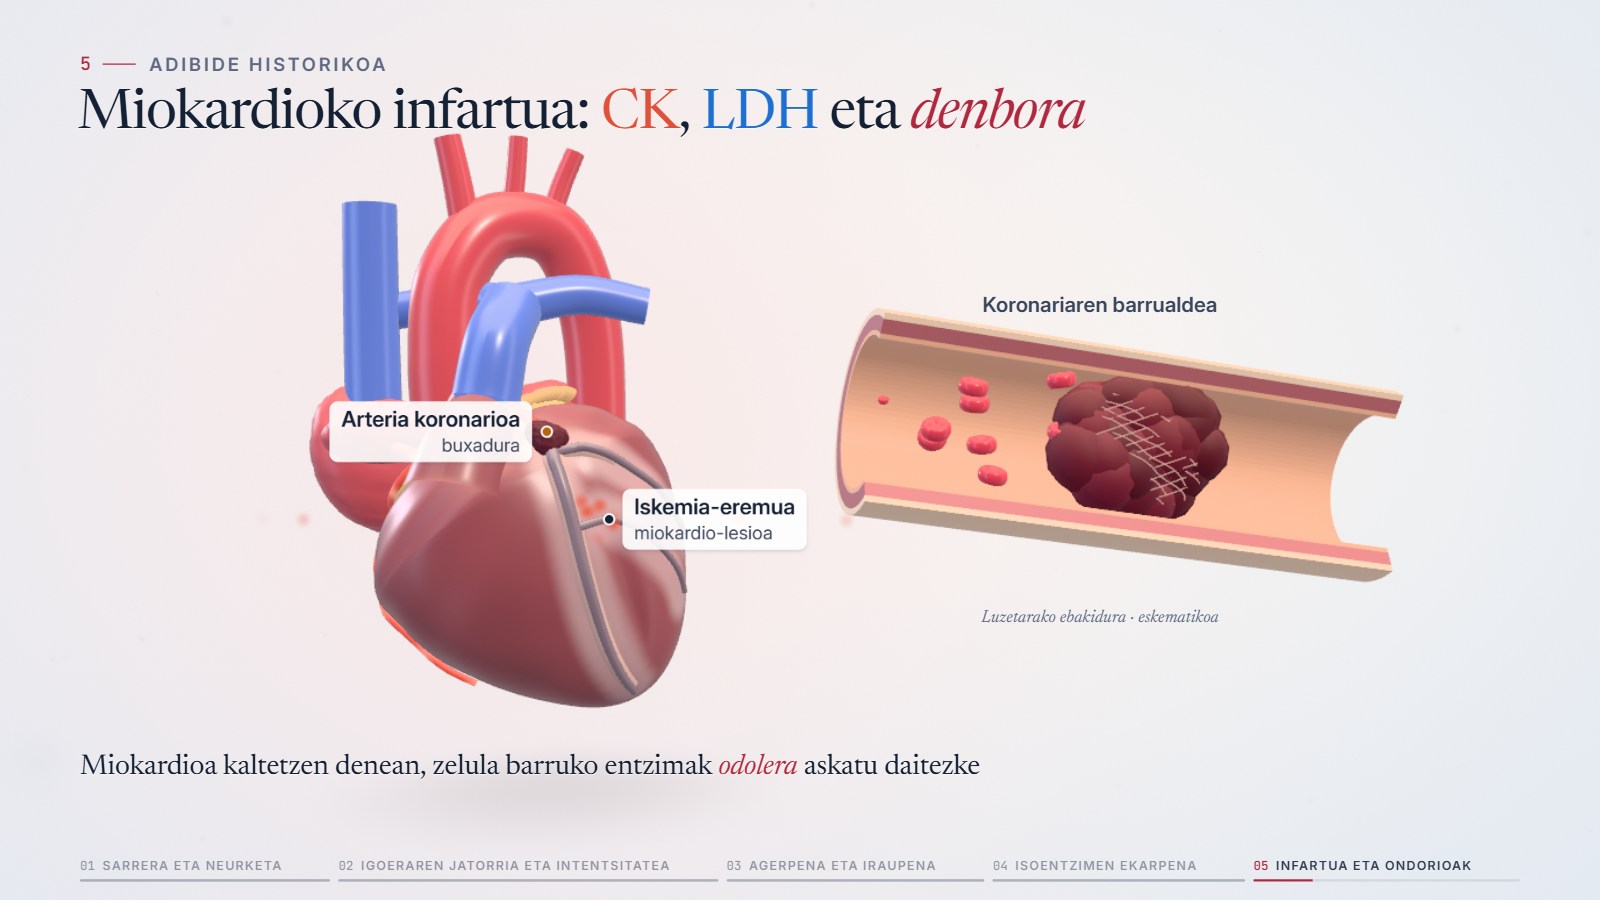 5 — ADIBIDE HISTORIKOA
Miokardioko infartua: CK, LDH eta denbora
Koronariaren barrualdea
Arteria koronarioa
buxadura
Iskemia-eremua
miokardio-lesioa
Luzetarako ebakidura · eskematikoa
Miokardioa kaltetzen denean, zelula barruko entzimak odolera askatu daitezke
01 SARRERA ETA NEURKETA
02 IGOERAREN JATORRIA ETA INTENTSITATEA
03 AGERPENA ETA IRAUPENA
04 ISOENTZIMEN EKARPENA
05 INFARTUA ETA ONDORIOAK